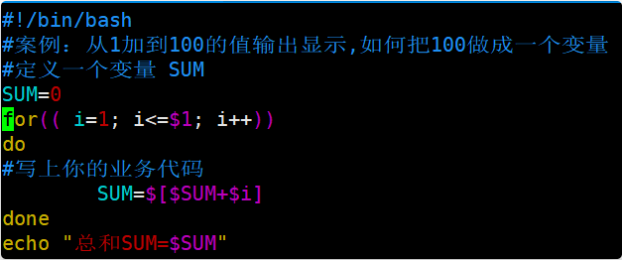 #!/bin/bash
#案例：从1加到100的值输出显示,如何把100做成一个变量
#定义一个变量 SUM
SUM=0
for(( i=1; i<=$1; i++))
do
#写上你的业务代码
        SUM=$[$SUM+$i]
done
echo "总和SUM=$SUM"